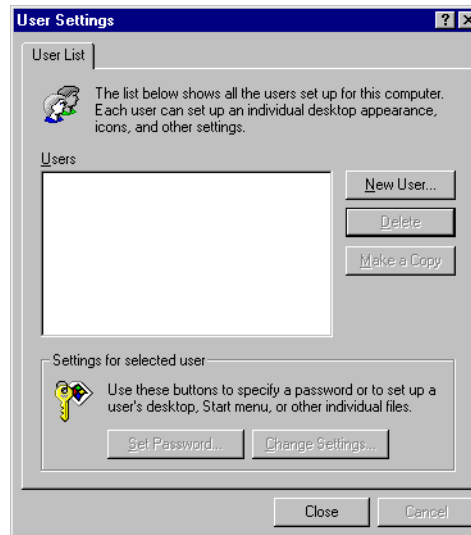 User Settings
User List
The list below shows all the users set up for this computer.
Each user can set up an individual desktop appearance,
icons, and other settings.
Users
New User...
Delete
Make a Copy
Settings for selected user
Use these buttons to specify a password or to set up a
user's desktop, Start menu, or other individual files.
Set Password...
Change Settings...
Close
Cancel